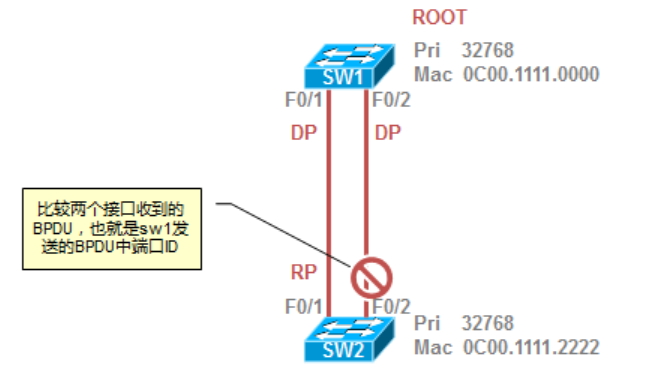 ROOT
Pri 32768
Mac 0C00.1111.0000
SW1
F0/1 F0/2
DP DP
比较两个接口收到的
BPDU，也就是sw1发
送的BPDU中端口ID
RP
F0/1 F0/2
Pri 32768
Mac 0C00.1111.2222
SW2